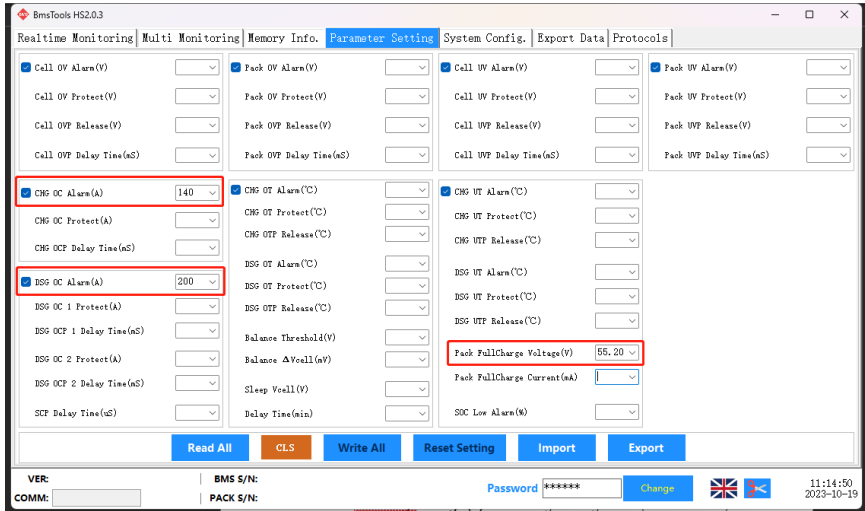 BmsTools HS2.0.3
Realtime Monitoring Multi Monitoring Memory Info. Parameter Setting System Config. Export Data Protocols
Cell OV Alarm(V)
Cell OV Protect(V)
Cell OVP Release(V)
Cell OVP Delay Time(mS)
Pack OV Alarm(V)
Pack OV Protect(V)
Pack OVP Release(V)
Pack OVP Delay Time(mS)
Cell UV Alarm(V)
Cell UV Protect(V)
Cell UVP Release(V)
Cell UVP Delay Time(mS)
Pack UV Alarm(V)
Pack UV Protect(V)
Pack UVP Release(V)
Pack UVP Delay Time(mS)
CHG OC Alarm(A) 140
CHG OC Protect(A)
CHG OCP Delay Time(mS)
DSG OC Alarm(A) 200
DSG OC 1 Protect(A)
DSG OCP 1 Delay Time(mS)
DSG OC 2 Protect(A)
DSG OCP 2 Delay Time(mS)
SCP Delay Time(uS)
CHG OT Alarm(℃)
CHG OT Protect(℃)
CHG OTP Release(℃)
DSG OT Alarm(℃)
DSG OT Protect(℃)
DSG OTP Release(℃)
Balance Threshold(V)
Balance ΔVcell(mV)
Sleep Vcell(V)
Delay Time(min)
CHG UT Alarm(℃)
CHG UT Protect(℃)
CHG UTP Release(℃)
DSG UT Alarm(℃)
DSG UT Protect(℃)
DSG UTP Release(℃)
Pack FullCharge Voltage(V) 55.20
Pack FullCharge Current(mA)
SOC Low Alarm(%)
Read All CLS Write All Reset Setting Import Export
VER:
COMM:
BMS S/N:
PACK S/N:
Password ****** Change
11:14:50
2023-10-19